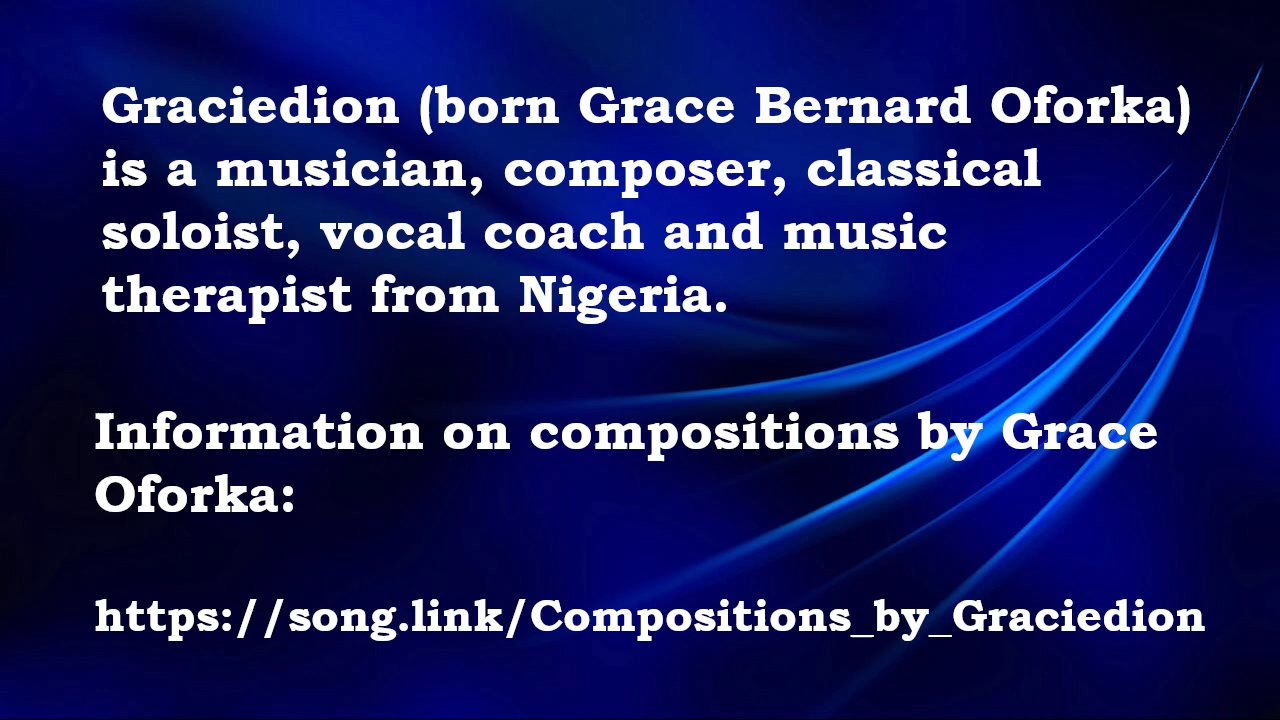 Graciedion (born Grace Bernard Oforka)
is a musician, composer, classical
soloist, vocal coach and music
therapist from Nigeria.
Information on compositions by Grace
Oforka:
https://song.link/Compositions_by_Graciedion